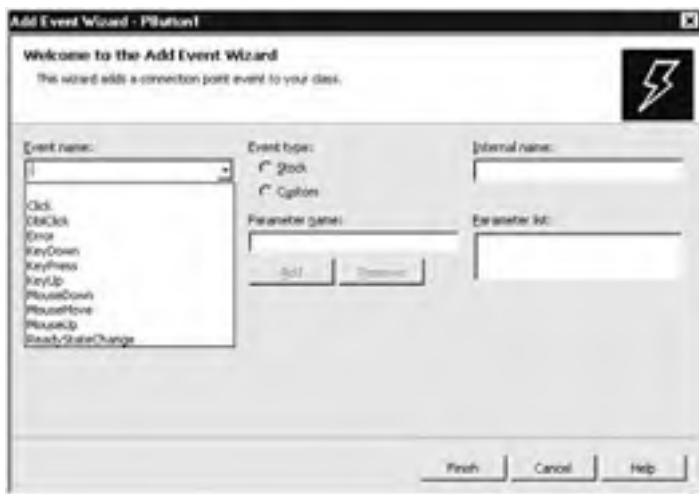 Add Event Wizard - PButton1
Welcome to the Add Event Wizard
This wizard adds a connection point event to your class.
Event name:
Click
DblClick
Error
KeyDown
KeyPress
KeyUp
MouseDown
MouseMove
MouseUp
ReadyStateChange
Event type:
Stock
Custom
Internal name:
Parameter name:
Add
Remove
Parameter list:
Finish
Cancel
Help